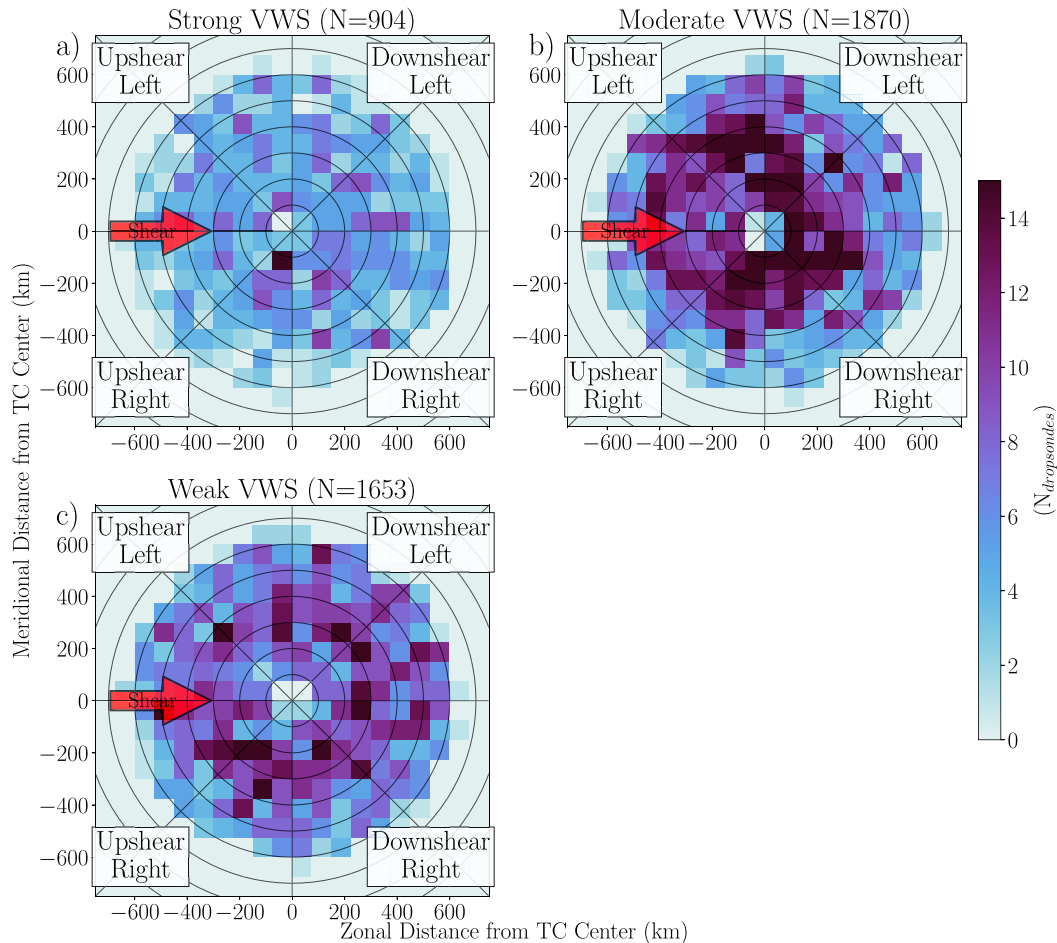 Strong VWS (N=904)
Moderate VWS (N=1870)
a)
Upshear
Left
Downshear
Left
b)
Upshear
Left
Downshear
Left
600
400
200
0
−200
−400
−600
Shear
600
400
200
0
−200
−400
−600
Shear
Upshear
Right
Downshear
Right
Upshear
Right
Downshear
Right
−600 −400 −200 0 200 400 600
−600 −400 −200 0 200 400 600
14
12
10
8
6
4
2
0
(N_dropsondes)
Meridional Distance from TC Center (km)
Weak VWS (N=1653)
c)
Upshear
Left
Downshear
Left
600
400
200
0
−200
−400
−600
Shear
Upshear
Right
Downshear
Right
−600 −400 −200 0 200 400 600
Zonal Distance from TC Center (km)